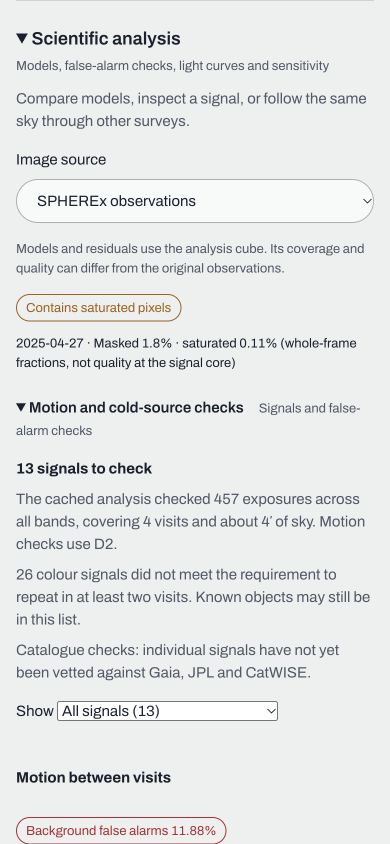 ▼ Scientific analysis
Models, false-alarm checks, light curves and sensitivity
Compare models, inspect a signal, or follow the same
sky through other surveys.
Image source
SPHEREx observations
Models and residuals use the analysis cube. Its coverage and
quality can differ from the original observations.
Contains saturated pixels
2025-04-27 · Masked 1.8% · saturated 0.11% (whole-frame
fractions, not quality at the signal core)
▼ Motion and cold-source checks Signals and false-
alarm checks
13 signals to check
The cached analysis checked 457 exposures across
all bands, covering 4 visits and about 4′ of sky. Motion
checks use D2.
26 colour signals did not meet the requirement to
repeat in at least two visits. Known objects may still be
in this list.
Catalogue checks: individual signals have not yet
been vetted against Gaia, JPL and CatWISE.
Show All signals (13)
Motion between visits
Background false alarms 11.88%